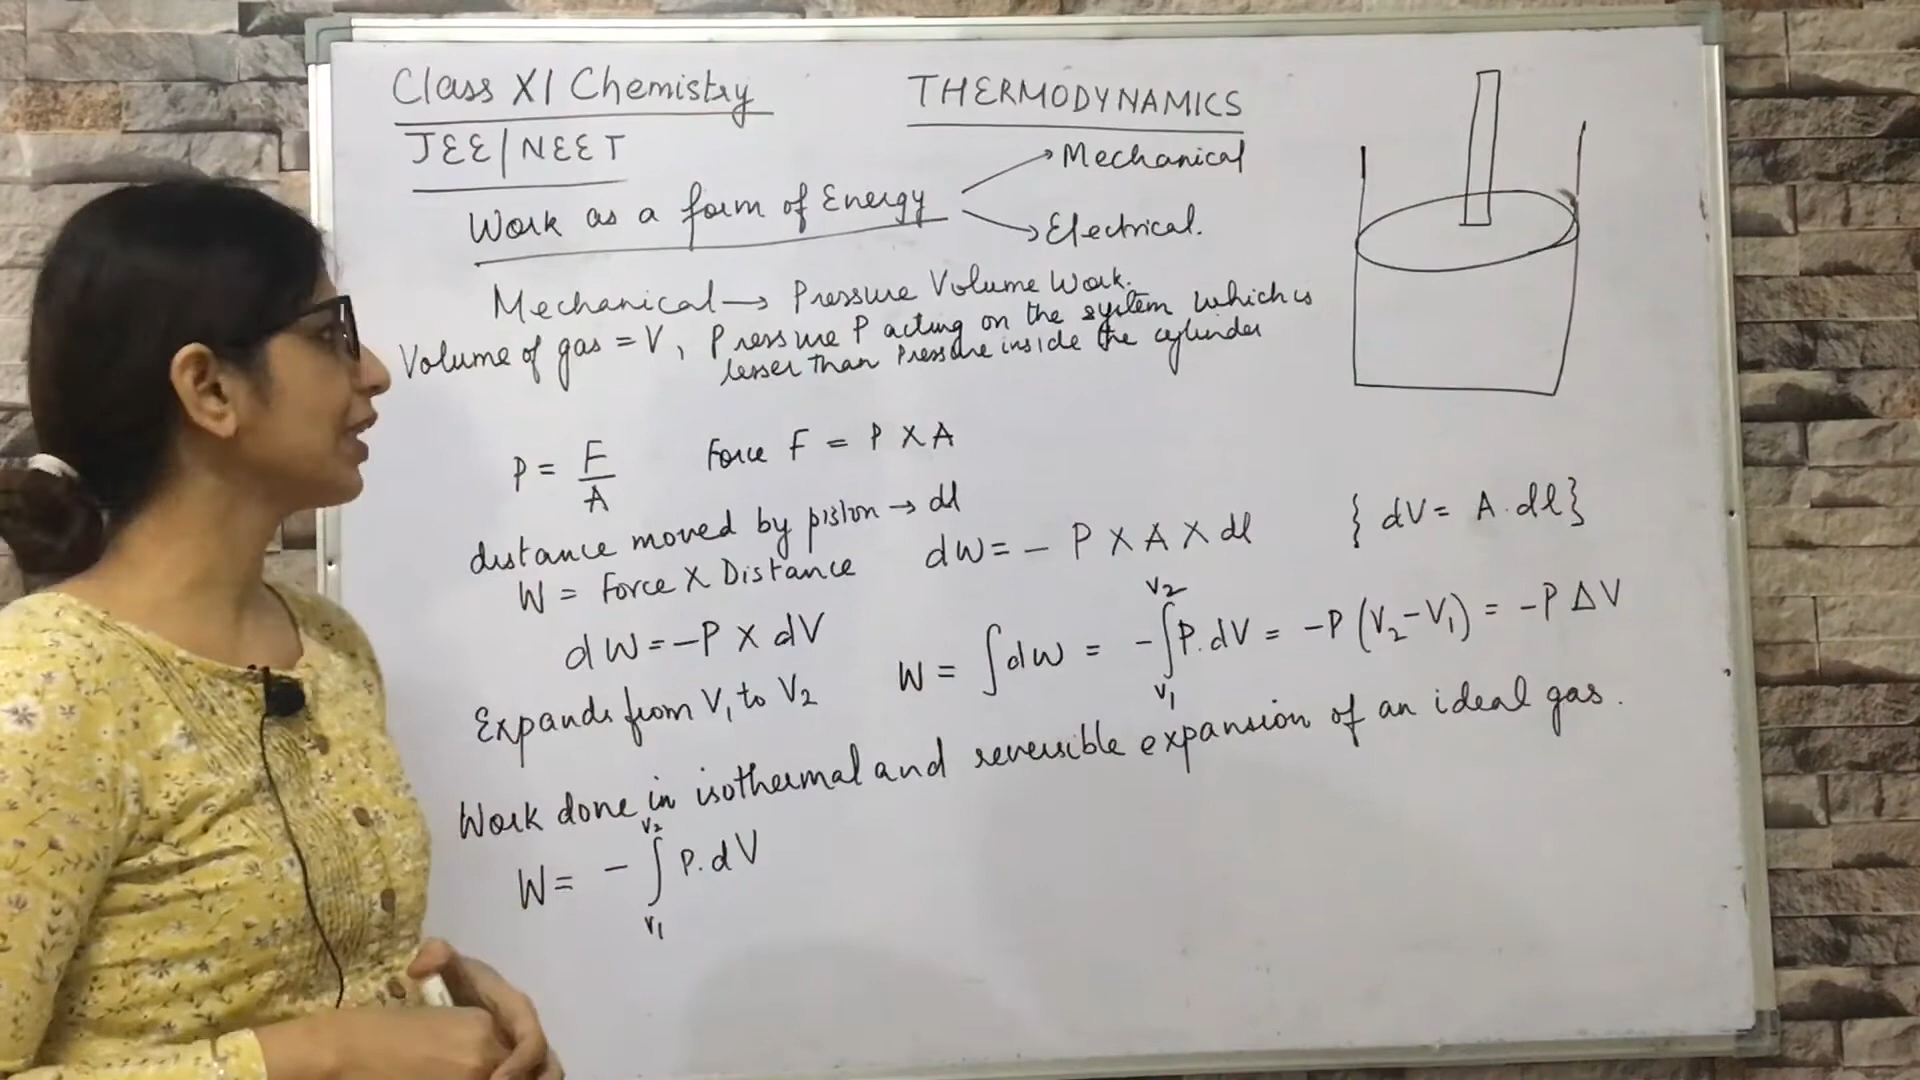 Class XI Chemistry
THERMODYNAMICS
JEE/NEET
Work as a form of Energy
→ Mechanical
→ Electrical.
Mechanical → Pressure Volume Work.
Volume of gas = V, Pressure P acting on the system which is
lesser than Pressure inside the cylinder
P = F/A
Force F = P X A
distance moved by piston → dl
W = Force X Distance
dW = - P X A X dl
{ dV = A.dl }
dW = -P X dV
Expands from V₁ to V₂
W = ∫dW = -∫_{V₁}^{V₂} P.dV = -P (V₂-V₁) = -P ΔV
Work done in isothermal and reversible expansion of an ideal gas.
W = - ∫_{V₁}^{V₂} P.dV